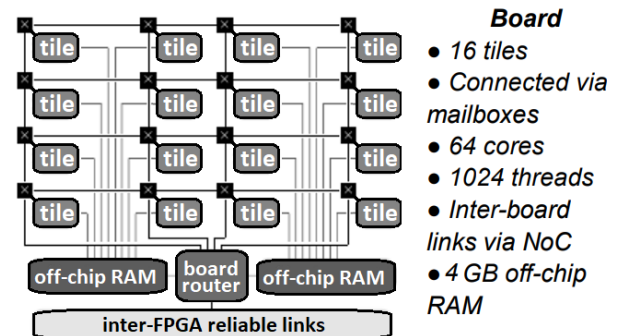 Board
tile tile tile tile
● 16 tiles
● Connected via
mailboxes
tile tile tile tile
● 64 cores
tile tile tile tile
● 1024 threads
● Inter-board
tile tile tile tile
links via NoC
off-chip RAM
board
router
off-chip RAM
● 4 GB off-chip
RAM
inter-FPGA reliable links